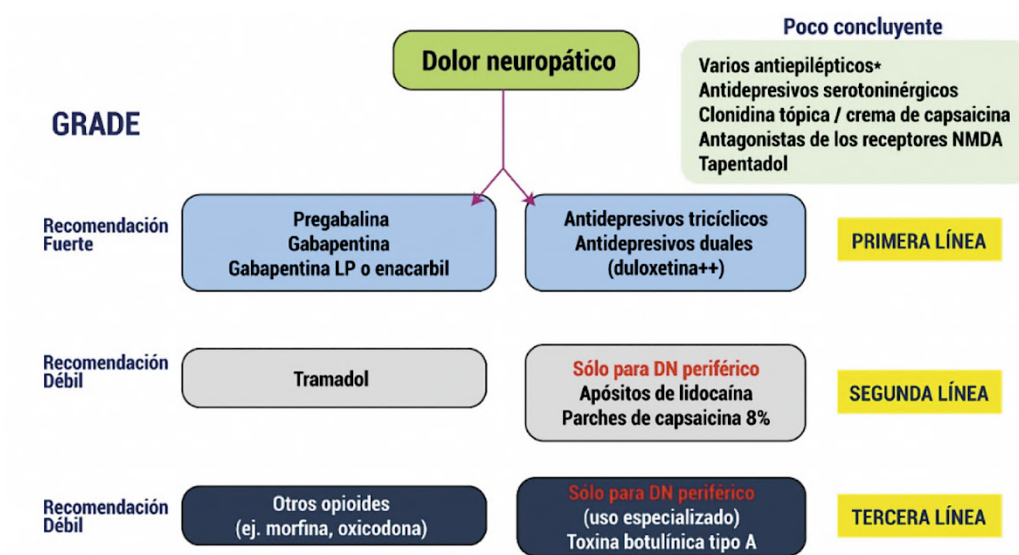 Poco concluyente
Dolor neuropático
Varios antiepilépticos*
Antidepresivos serotoninérgicos
Clonidina tópica / crema de capsaicina
Antagonistas de los receptores NMDA
Tapentadol
GRADE
Recomendación
Fuerte
Pregabalina
Gabapentina
Gabapentina LP o enacarbil
Antidepresivos tricíclicos
Antidepresivos duales
(duloxetina++)
PRIMERA LÍNEA
Recomendación
Débil
Tramadol
Sólo para DN periférico
Apósitos de lidocaína
Parches de capsaicina 8%
SEGUNDA LÍNEA
Recomendación
Débil
Otros opioides
(ej. morfina, oxicodona)
Sólo para DN periférico
(uso especializado)
Toxina botulínica tipo A
TERCERA LÍNEA